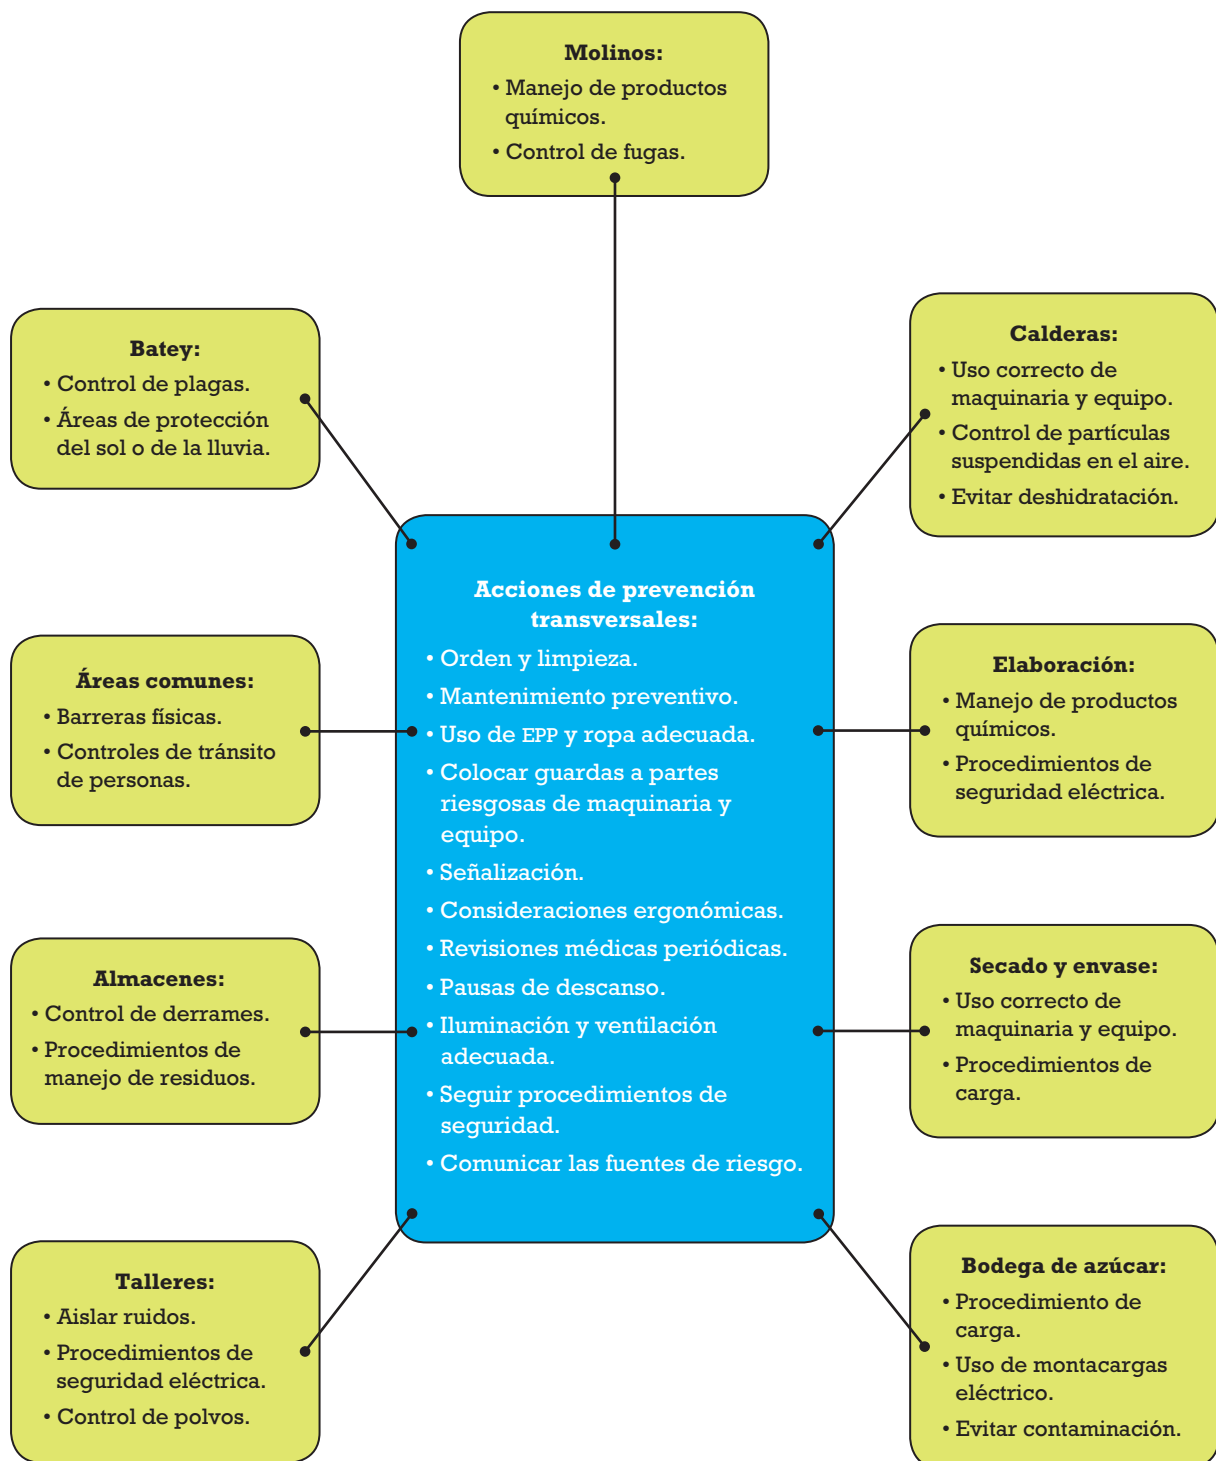 Molinos:
• Manejo de productos
químicos.
• Control de fugas.
Batey:
• Control de plagas.
• Áreas de protección
del sol o de la lluvia.
Calderas:
• Uso correcto de
maquinaria y equipo.
• Control de partículas
suspendidas en el aire.
• Evitar deshidratación.
Acciones de prevención
transversales:
• Orden y limpieza.
• Mantenimiento preventivo.
• Uso de EPP y ropa adecuada.
• Colocar guardas a partes
riesgosas de maquinaria y
equipo.
• Señalización.
• Consideraciones ergonómicas.
• Revisiones médicas periódicas.
• Pausas de descanso.
• Iluminación y ventilación
adecuada.
• Seguir procedimientos de
seguridad.
• Comunicar las fuentes de riesgo.
Áreas comunes:
• Barreras físicas.
• Controles de tránsito
de personas.
Elaboración:
• Manejo de productos
químicos.
• Procedimientos de
seguridad eléctrica.
Almacenes:
• Control de derrames.
• Procedimientos de
manejo de residuos.
Secado y envase:
• Uso correcto de
maquinaria y equipo.
• Procedimientos de
carga.
Talleres:
• Aislar ruidos.
• Procedimientos de
seguridad eléctrica.
• Control de polvos.
Bodega de azúcar:
• Procedimiento de
carga.
• Uso de montacargas
eléctrico.
• Evitar contaminación.